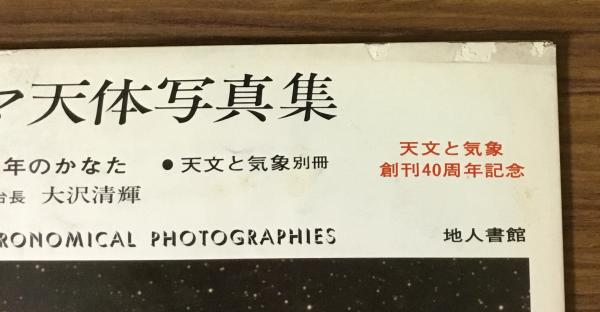 マ天体写真集
年のかなた ●天文と気象別冊
天文と気象
創刊40周年記念
台長 大沢清輝
RONOMICAL PHOTOGRAPHIES
地人書館